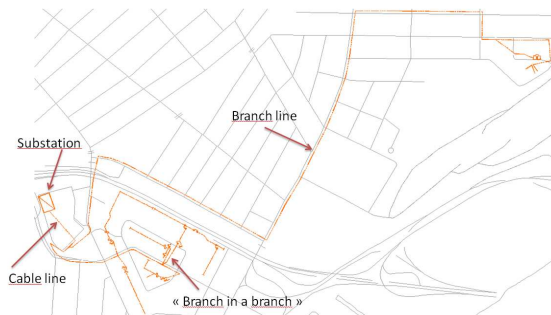 Branch line
Substation
Cable line
« Branch in a branch »